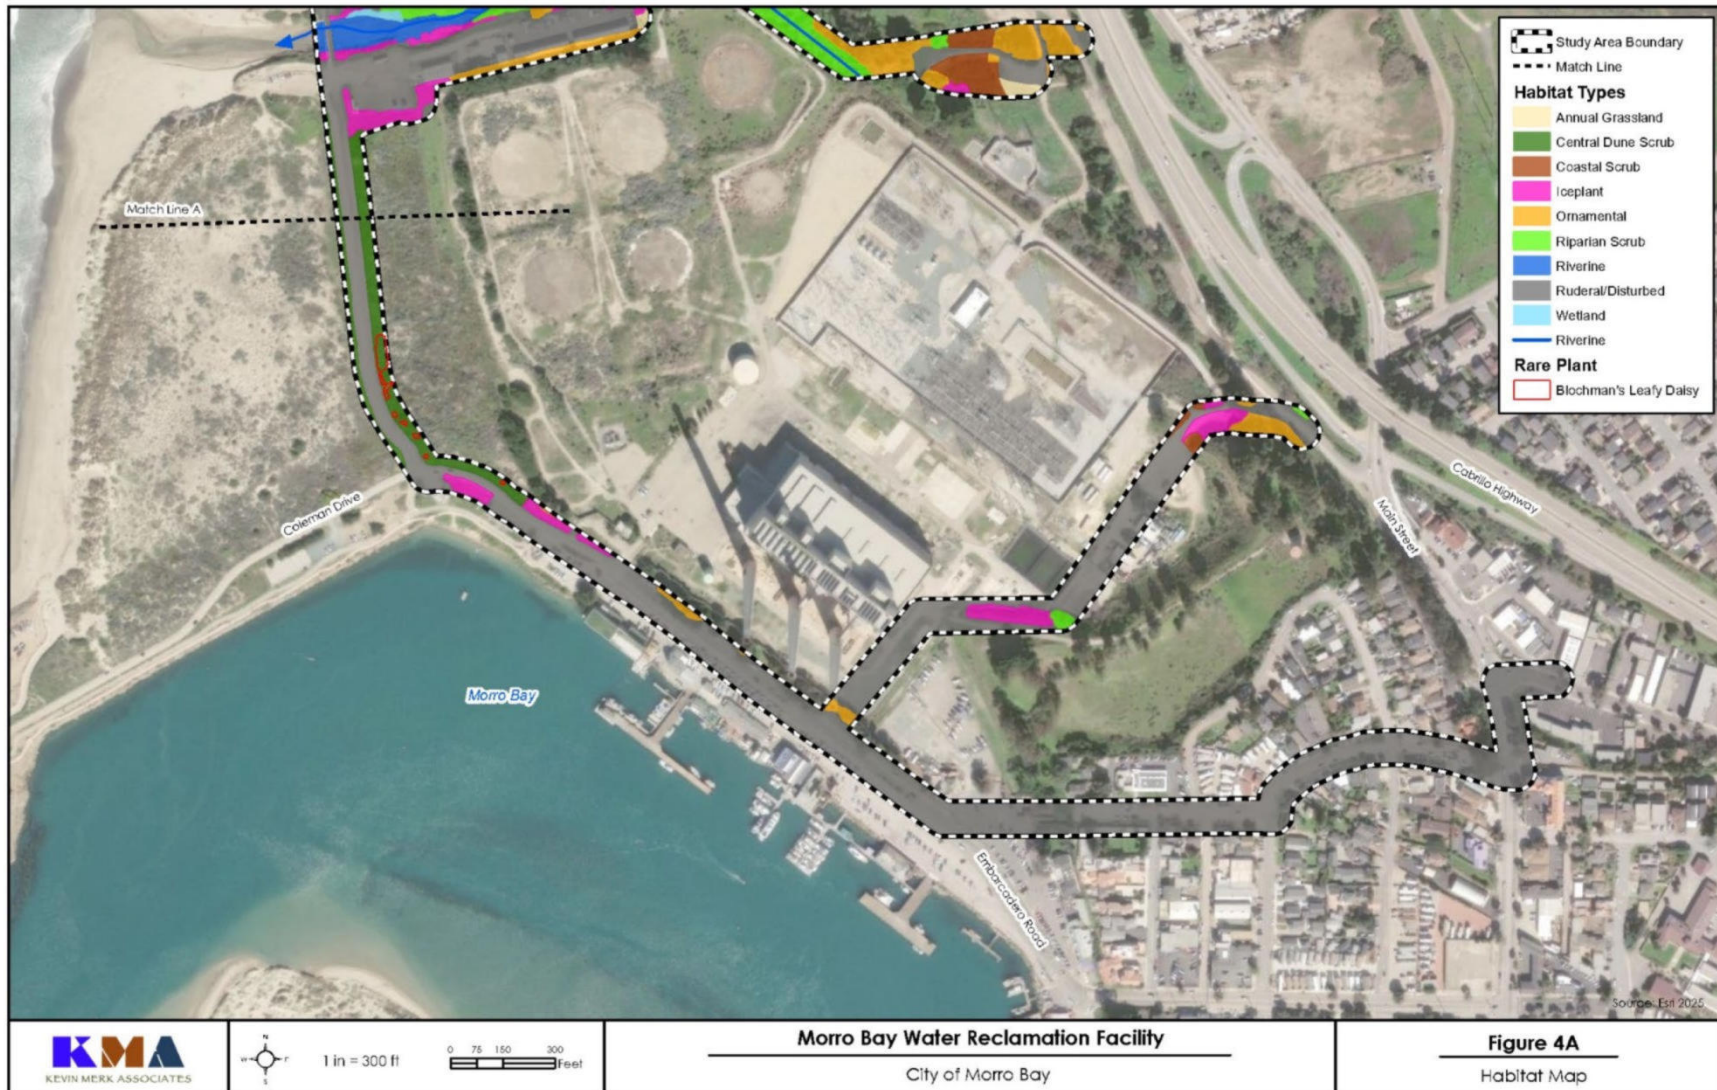 Study Area Boundary
Match Line
Habitat Types
Annual Grassland
Central Dune Scrub
Coastal Scrub
Iceplant
Ornamental
Riparian Scrub
Riverine
Ruderal/Disturbed
Wetland
Riverine
Rare Plant
Blochman's Leafy Daisy
Match Line A
Coleman Drive
Cabrillo Highway
Main Street
Morro Bay
Embarcadero Road
Source: Esri 2025
KMA
KEVIN MERK ASSOCIATES
N
W
S
1 in = 300 ft
0 75 150 300
Feet
Morro Bay Water Reclamation Facility
City of Morro Bay
Figure 4A
Habitat Map